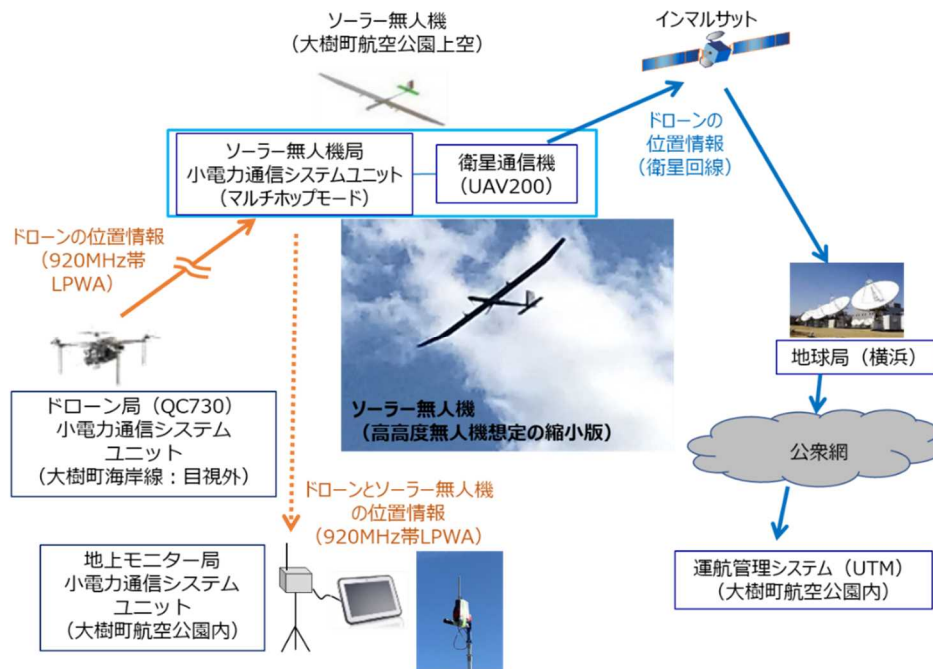 ソーラー無人機
（大樹町航空公園上空）
インマルサット
ソーラー無人機局
小電力通信システムユニット
（マルチホップモード）
衛星通信機
（UAV200）
ドローンの
位置情報
（衛星回線）
ドローンの位置情報
（920MHz帯
LPWA）
ドローン局（QC730）
小電力通信システム
ユニット
（大樹町海岸線：目視外）
ソーラー無人機
（高高度無人機想定の縮小版）
地球局（横浜）
公衆網
ドローンとソーラー無人機
の位置情報
（920MHz帯LPWA）
地上モニター局
小電力通信システム
ユニット
（大樹町航空公園内）
運航管理システム（UTM）
（大樹町航空公園内）